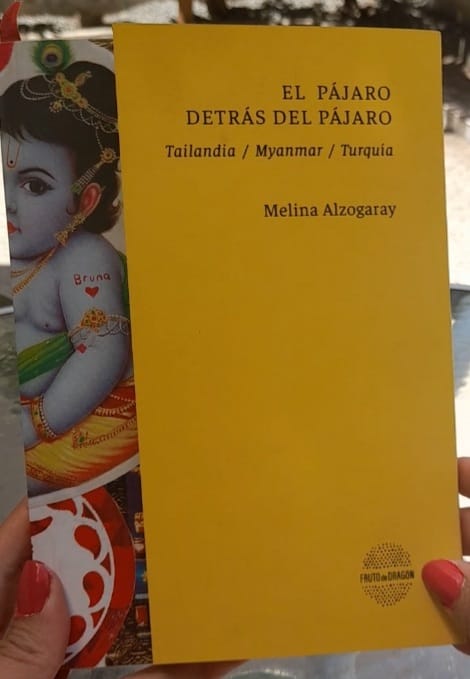 EL PÁJARO
DETRÁS DEL PÁJARO
Tailandia / Myanmar / Turquía
Melina Alzogaray
Bruna
FRUTO de DRAGÓN